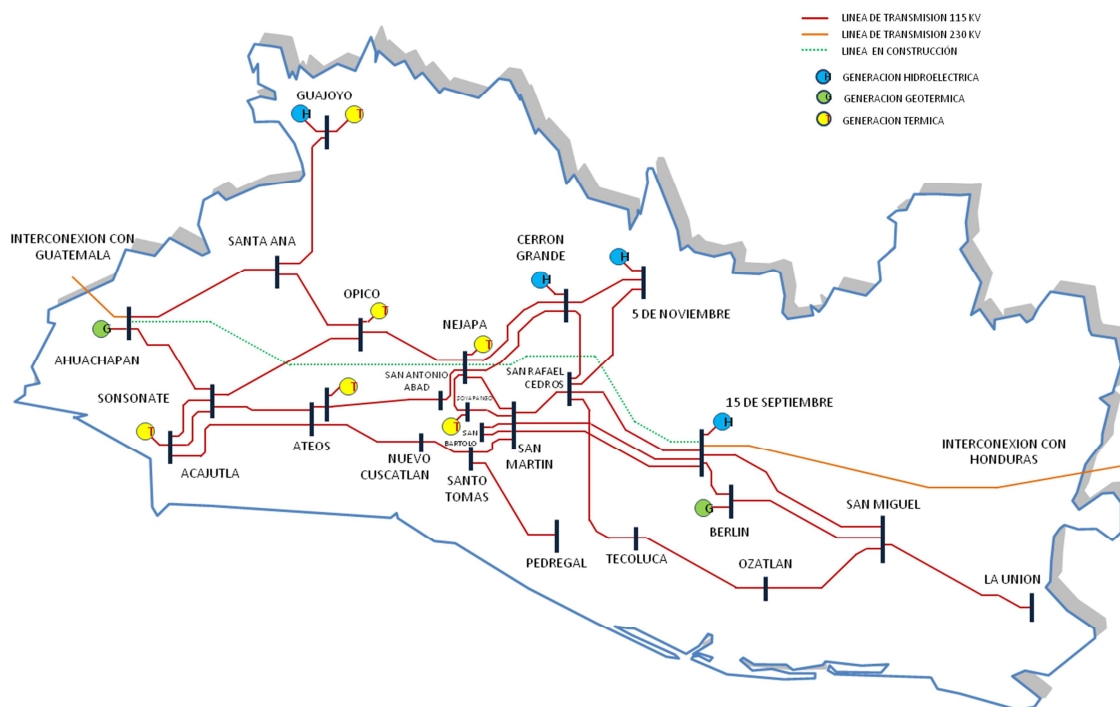 LINEA DE TRANSMISION 115 KV
LINEA DE TRANSMISION 230 KV
LINEA EN CONSTRUCCIÓN
H GENERACION HIDROELECTRICA
G GENERACION GEOTERMICA
T GENERACION TERMICA
GUAJOYO
H
T
INTERCONEXION CON
GUATEMALA
SANTA ANA
CERRON
GRANDE
H
H
5 DE NOVIEMBRE
OPICO
T
NEJAPA
T
G
AHUACHAPAN
SAN ANTONIO
ABAD
SAN RAFAEL
CEDROS
SONSONATE
T
SOYAPANGO
15 DE SEPTIEMBRE
H
T
ACAJUTLA
ATEOS
T
SAN
BARTOLO
SAN
MARTIN
NUEVO
CUSCATLAN
SANTO
TOMAS
INTERCONEXION CON
HONDURAS
SAN MIGUEL
G
BERLIN
PEDREGAL
TECOLUCA
OZATLAN
LA UNION